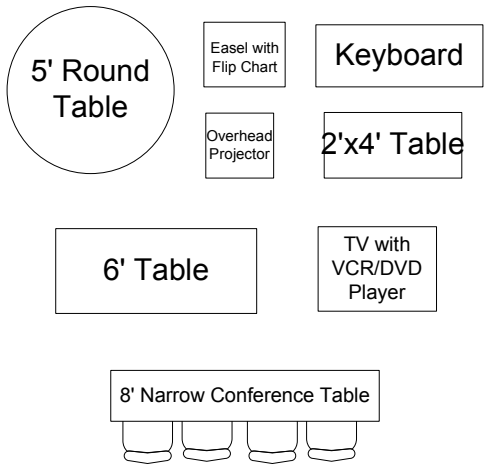 5' Round
Table
Easel with
Flip Chart
Keyboard
Overhead
Projector
2'x4' Table
6' Table
TV with
VCR/DVD
Player
8' Narrow Conference Table